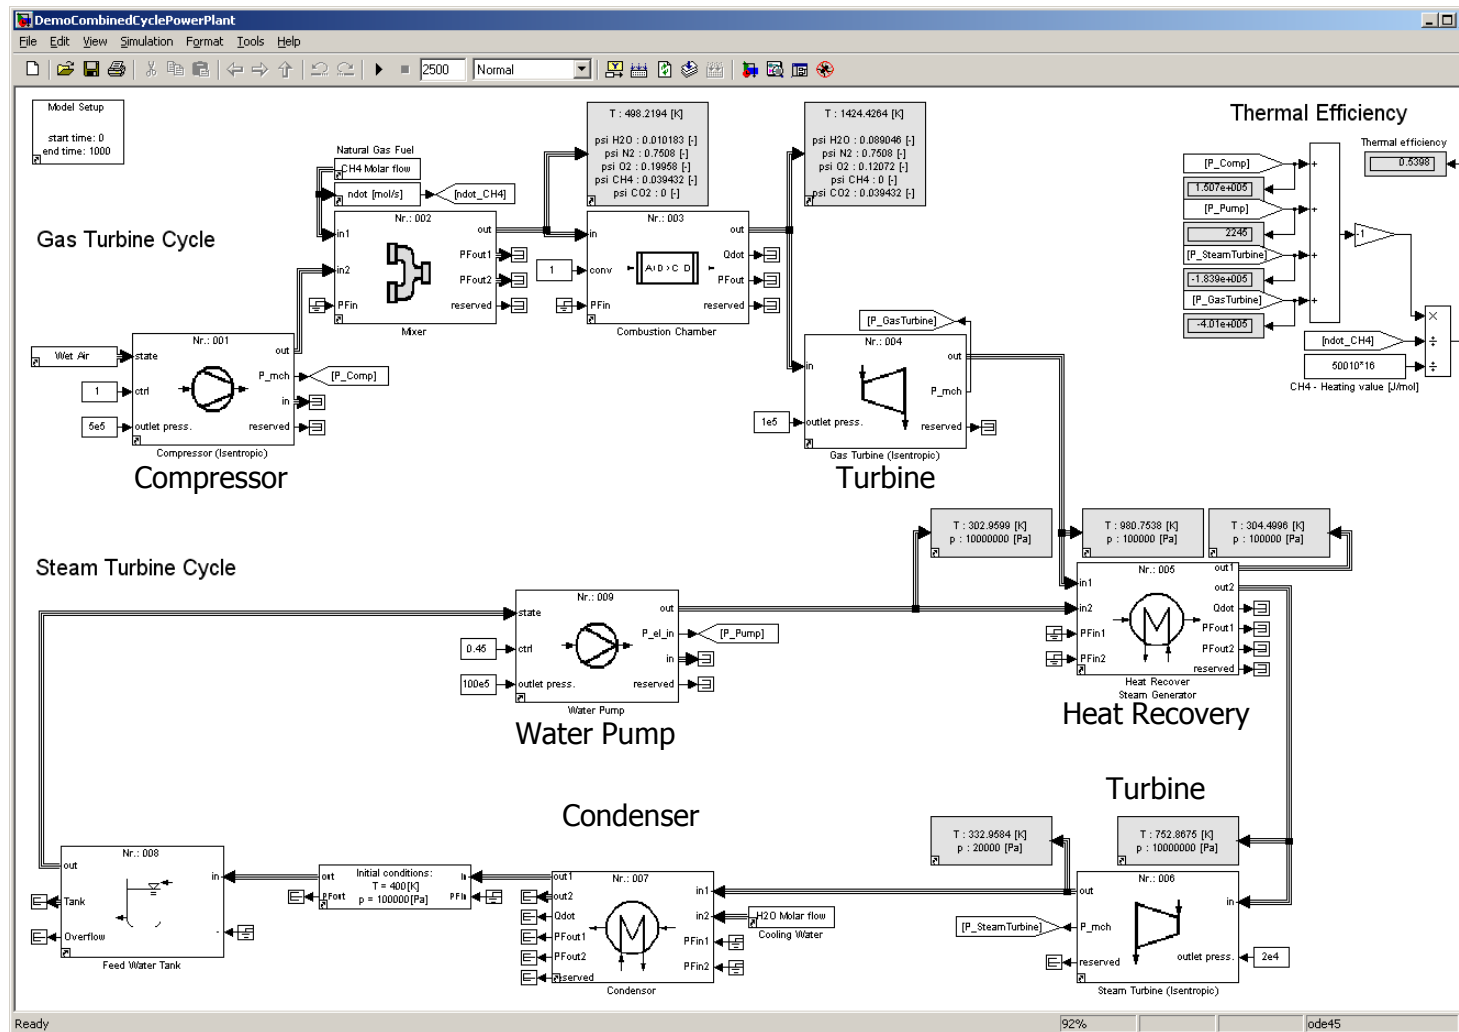 DemoCombinedCyclePowerPlant
File Edit View Simulation Format Tools Help
2500 Normal
Model Setup
start time: 0
end time: 1000
Natural Gas Fuel
CH4 Molar flow
ndot [mol/s]
[ndot_CH4]
T : 498.2194 [K]
psi H2O : 0.010183 [-]
psi N2 : 0.7508 [-]
psi O2 : 0.19958 [-]
psi CH4 : 0.039432 [-]
psi CO2 : 0 [-]
T : 1424.4264 [K]
psi H2O : 0.089046 [-]
psi N2 : 0.7508 [-]
psi O2 : 0.12072 [-]
psi CH4 : 0 [-]
psi CO2 : 0.039432 [-]
Thermal Efficiency
Thermal efficiency
0.5398
[P_Comp]
1.507e+005
[P_Pump]
2245
[P_SteamTurbine]
-1.839e+005
[P_GasTurbine]
-4.01e+005
+
+
+
+
-1
×
÷
÷
[ndot_CH4]
50010*16
CH4 - Heating value [J/mol]
Gas Turbine Cycle
Nr.: 002
in1
in2
PFin
out
PFout1
PFout2
reserved
Mixer
Nr.: 003
1
in
conv
PFin
A D > C D
out
Qdot
PFout
reserved
Combustion Chamber
Wet Air
1
5e5
Nr.: 001
state
ctrl
outlet press.
out
P_mch
in
reserved
[P_Comp]
Compressor (Isentropic)
Compressor
[P_GasTurbine]
1e5
Nr.: 004
in
outlet press.
out
P_mch
reserved
Gas Turbine (Isentropic)
Turbine
Steam Turbine Cycle
T : 302.9599 [K]
p : 10000000 [Pa]
T : 980.7538 [K]
p : 100000 [Pa]
T : 304.4996 [K]
p : 100000 [Pa]
0.45
100e5
Nr.: 009
state
ctrl
outlet press.
out
P_el_in
in
reserved
[P_Pump]
Water Pump
Water Pump
Nr.: 005
in1
in2
PFin1
PFin2
out1
out2
Qdot
PFout1
PFout2
reserved
Heat Recover
Steam Generator
Heat Recovery
Turbine
Condenser
T : 332.9584 [K]
p : 20000 [Pa]
T : 752.8675 [K]
p : 10000000 [Pa]
Nr.: 008
out
Tank
Overflow
in
-
Feed Water Tank
Initial conditions:
T = 400[K]
p = 100000[Pa]
out
PFout
In
PFin
Nr.: 007
out1
out2
Qdot
PFout1
PFout2
reserved
in1
in2
PFin1
PFin2
H2O Molar flow
Cooling Water
Condensor
Nr.: 006
out
P_mch
reserved
in
outlet press.
2e4
[P_SteamTurbine]
Steam Turbine (Isentropic)
Ready
92%
ode45